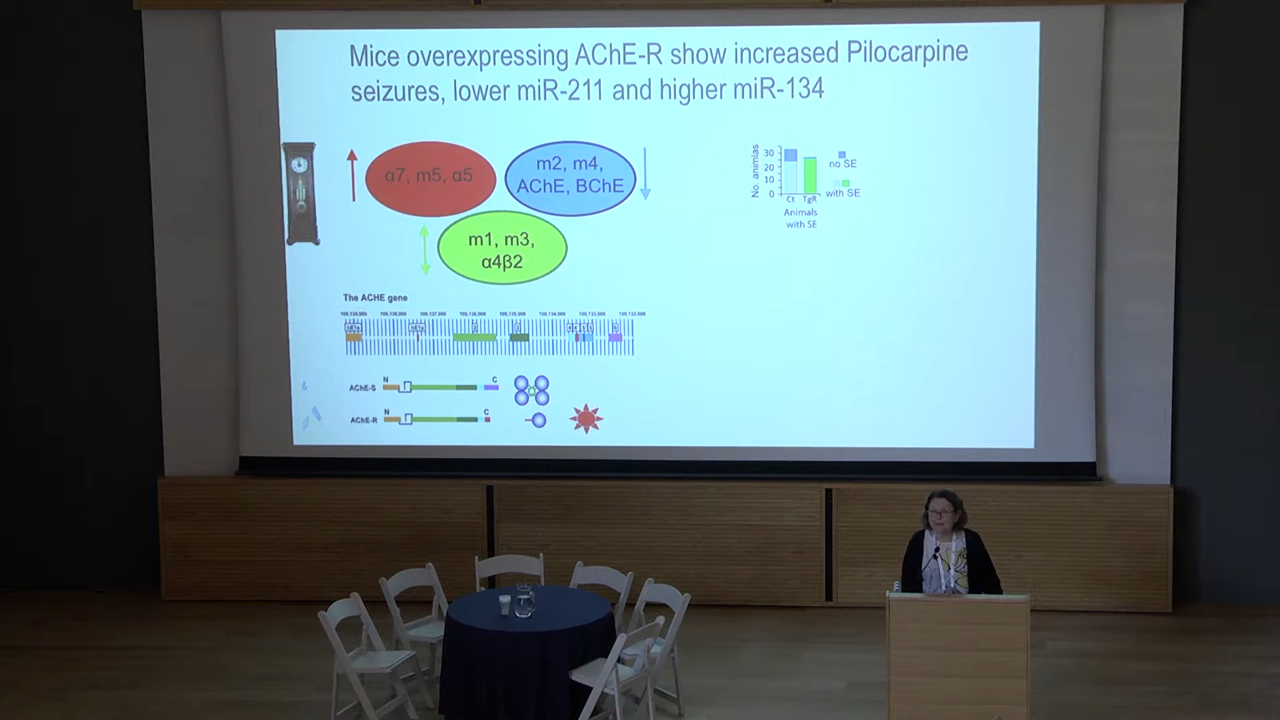 Mice overexpressing AChE-R show increased Pilocarpine
seizures, lower miR-211 and higher miR-134
α7, m5, α5
m2, m4,
AChE, BChE
m1, m3,
α4β2
No. animlas
30
20
10
0
Ct TgR
Animals
with SE
no SE
with SE
The ACHE gene
N
C
AChE-S
N
C
AChE-R